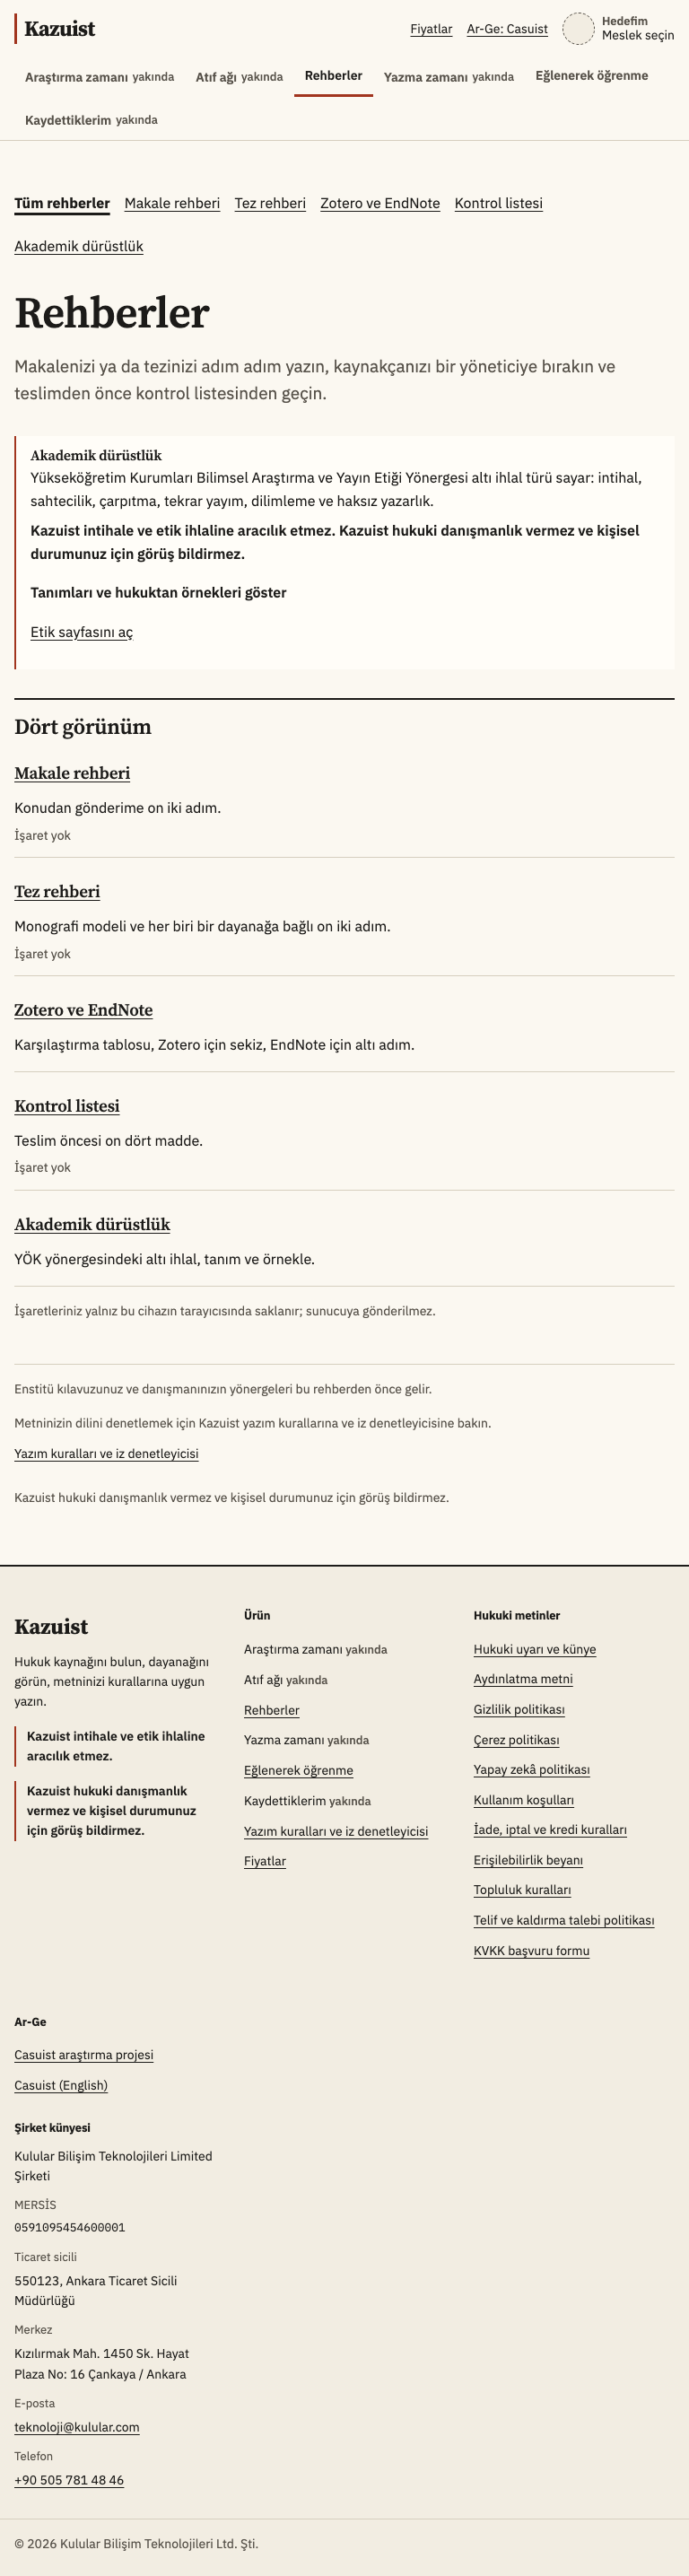 Kazuist
Fiyatlar Ar-Ge: Casuist
Hedefim
Meslek seçin
Araştırma zamanı yakında Atıf ağı yakında Rehberler Yazma zamanı yakında Eğlenerek öğrenme
Kaydettiklerim yakında
Tüm rehberler Makale rehberi Tez rehberi Zotero ve EndNote Kontrol listesi
Akademik dürüstlük
Rehberler
Makalenizi ya da tezinizi adım adım yazın, kaynakçanızı bir yöneticiye bırakın ve
teslimden önce kontrol listesinden geçin.
Akademik dürüstlük
Yükseköğretim Kurumları Bilimsel Araştırma ve Yayın Etiği Yönergesi altı ihlal türü sayar: intihal,
sahtecilik, çarpıtma, tekrar yayım, dilimleme ve haksız yazarlık.
Kazuist intihale ve etik ihlaline aracılık etmez. Kazuist hukuki danışmanlık vermez ve kişisel
durumunuz için görüş bildirmez.
Tanımları ve hukuktan örnekleri göster
Etik sayfasını aç
Dört görünüm
Makale rehberi
Konudan gönderime on iki adım.
İşaret yok
Tez rehberi
Monografi modeli ve her biri bir dayanağa bağlı on iki adım.
İşaret yok
Zotero ve EndNote
Karşılaştırma tablosu, Zotero için sekiz, EndNote için altı adım.
Kontrol listesi
Teslim öncesi on dört madde.
İşaret yok
Akademik dürüstlük
YÖK yönergesindeki altı ihlal, tanım ve örnekle.
İşaretleriniz yalnız bu cihazın tarayıcısında saklanır; sunucuya gönderilmez.
Enstitü kılavuzunuz ve danışmanınızın yönergeleri bu rehberden önce gelir.
Metninizin dilini denetlemek için Kazuist yazım kurallarına ve iz denetleyicisine bakın.
Yazım kuralları ve iz denetleyicisi
Kazuist hukuki danışmanlık vermez ve kişisel durumunuz için görüş bildirmez.
Kazuist
Hukuk kaynağını bulun, dayanağını
görün, metninizi kurallarına uygun
yazın.
Kazuist intihale ve etik ihlaline
aracılık etmez.
Kazuist hukuki danışmanlık
vermez ve kişisel durumunuz
için görüş bildirmez.
Ürün
Araştırma zamanı yakında
Atıf ağı yakında
Rehberler
Yazma zamanı yakında
Eğlenerek öğrenme
Kaydettiklerim yakında
Yazım kuralları ve iz denetleyicisi
Fiyatlar
Hukuki metinler
Hukuki uyarı ve künye
Aydınlatma metni
Gizlilik politikası
Çerez politikası
Yapay zekâ politikası
Kullanım koşulları
İade, iptal ve kredi kuralları
Erişilebilirlik beyanı
Topluluk kuralları
Telif ve kaldırma talebi politikası
KVKK başvuru formu
Ar-Ge
Casuist araştırma projesi
Casuist (English)
Şirket künyesi
Kulular Bilişim Teknolojileri Limited
Şirketi
MERSİS
0591095454600001
Ticaret sicili
550123, Ankara Ticaret Sicili
Müdürlüğü
Merkez
Kızılırmak Mah. 1450 Sk. Hayat
Plaza No: 16 Çankaya / Ankara
E-posta
teknoloji@kulular.com
Telefon
+90 505 781 48 46
© 2026 Kulular Bilişim Teknolojileri Ltd. Şti.